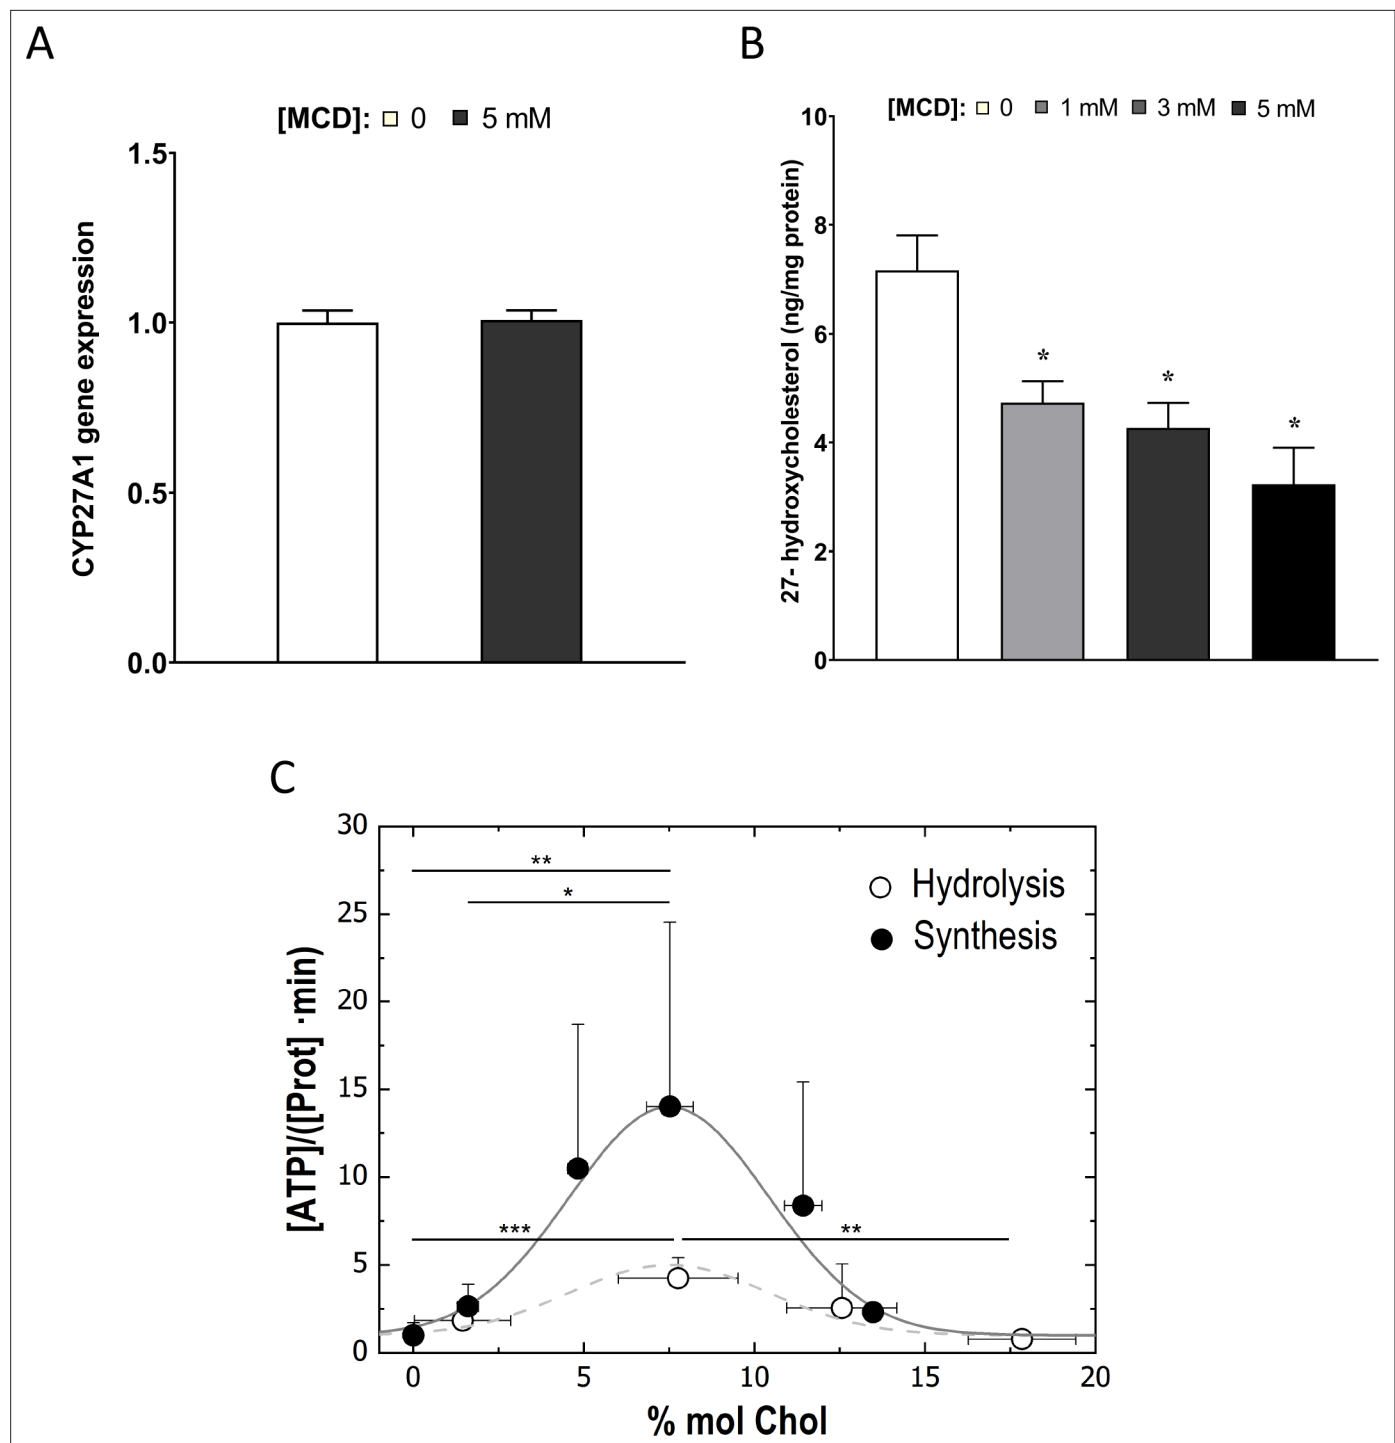 A
[MCD]: 0 5 mM
1.5
1.0
0.5
0.0
CYP27A1 gene expression
B
[MCD]: 0 1 mM 3 mM 5 mM
10
8
6
4
2
0
27- hydroxycholesterol (ng/mg protein)
*
*
*
C
30
25
20
15
10
5
0
[ATP]/([Prot] ·min)
**
*
***
**
Hydrolysis
Synthesis
0 5 10 15 20
% mol Chol